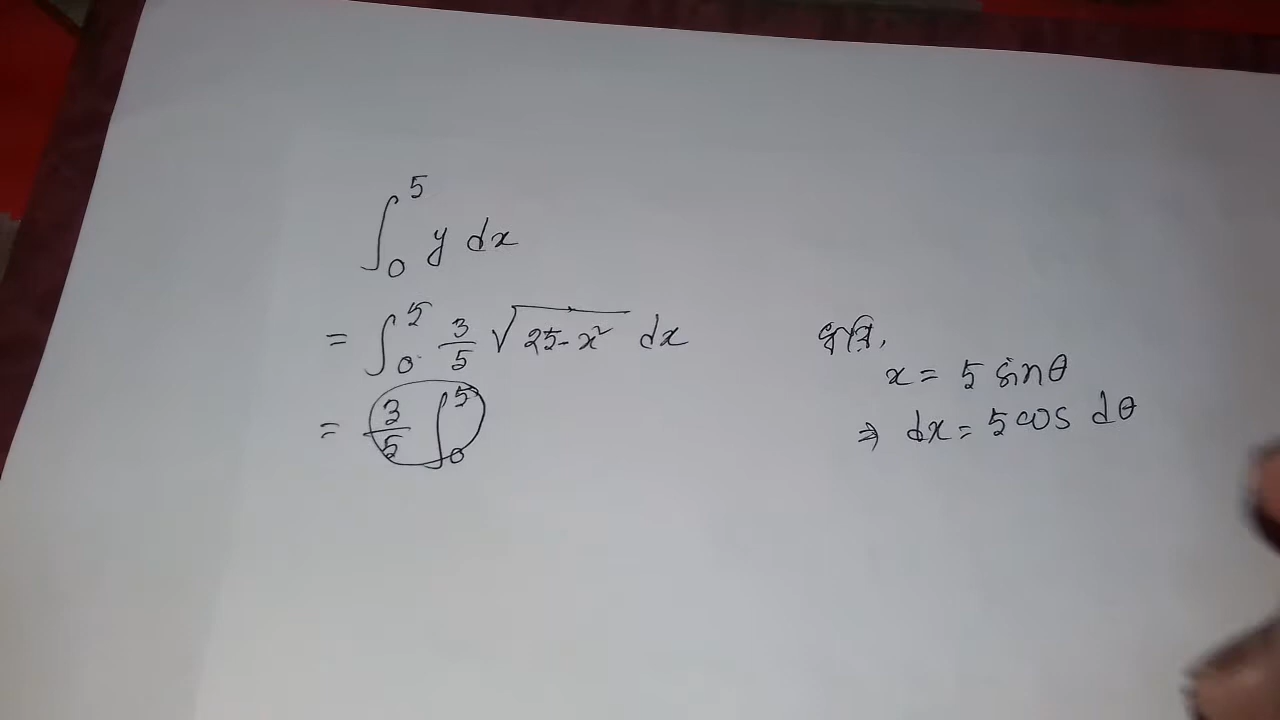 ∫₀⁵ y dx
= ∫₀⁵ 3/5 √(25-x²) dx
= 3/5 ∫₀⁵
ধরি,
x = 5 sinθ
⇒ dx = 5 cos dθ